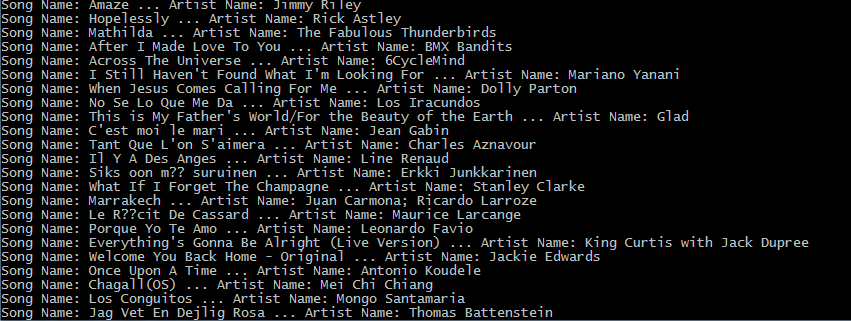 Song Name: Amaze ... Artist Name: Jimmy Riley
Song Name: Hopelessly ... Artist Name: Rick Astley
Song Name: Mathilda ... Artist Name: The Fabulous Thunderbirds
Song Name: After I Made Love To You ... Artist Name: BMX Bandits
Song Name: Across The Universe ... Artist Name: 6CycleMind
Song Name: I Still Haven't Found What I'm Looking For ... Artist Name: Mariano Yanani
Song Name: When Jesus Comes Calling For Me ... Artist Name: Dolly Parton
Song Name: No Se Lo Que Me Da ... Artist Name: Los Iracundos
Song Name: This is My Father's World/For the Beauty of the Earth ... Artist Name: Glad
Song Name: C'est moi le mari ... Artist Name: Jean Gabin
Song Name: Tant Que L'on S'aimera ... Artist Name: Charles Aznavour
Song Name: Il Y A Des Anges ... Artist Name: Line Renaud
Song Name: Siks oon m?? suruinen ... Artist Name: Erkki Junkkarinen
Song Name: What If I Forget The Champagne ... Artist Name: Stanley Clarke
Song Name: Marrakech ... Artist Name: Juan Carmona; Ricardo Larroze
Song Name: Le R??cit De Cassard ... Artist Name: Maurice Larcange
Song Name: Porque Yo Te Amo ... Artist Name: Leonardo Favio
Song Name: Everything's Gonna Be Alright (Live Version) ... Artist Name: King Curtis with Jack Dupree
Song Name: Welcome You Back Home - Original ... Artist Name: Jackie Edwards
Song Name: Once Upon A Time ... Artist Name: Antonio Koudele
Song Name: Chagall(OS) ... Artist Name: Mei Chi Chiang
Song Name: Los Conguitos ... Artist Name: Mongo Santamaria
Song Name: Jag Vet En Dejlig Rosa ... Artist Name: Thomas Battenstein